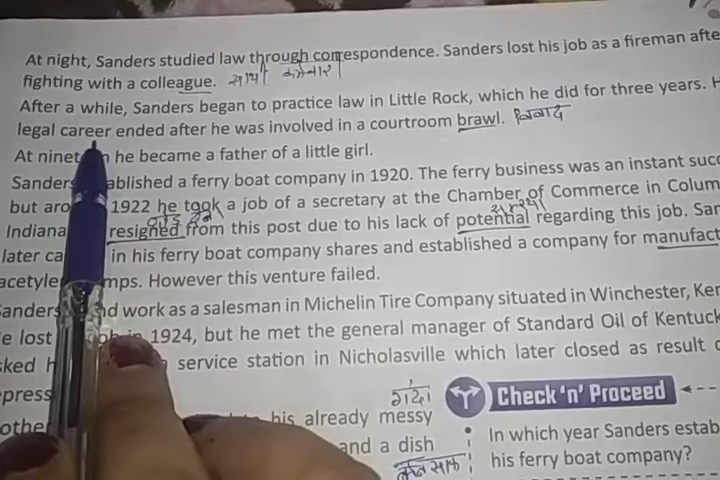 At night, Sanders studied law through correspondence. Sanders lost his job as a fireman afte
fighting with a colleague. साथी कर्मचारी
After a while, Sanders began to practice law in Little Rock, which he did for three years. H
legal career ended after he was involved in a courtroom brawl. विवाद
At he became a father of a little girl.
Sanders ablished a ferry boat company in 1920. The ferry business was an instant succ
but aro 1922 he took a job of a secretary at the Chamber of Commerce in Colum
Indiana resigned from this post due to his lack of potential regarding this job. San
later ca in his ferry boat company shares and established a company for manufact
acetyle mps. However this venture failed.
Sanders nd work as a salesman in Michelin Tire Company situated in Winchester, Ken
e lost job in 1924, but he met the general manager of Standard Oil of Kentuck
sked h service station in Nicholasville which later closed as result o
press
other his already messy
and a dish
Check 'n' Proceed
In which year Sanders estab
his ferry boat company?